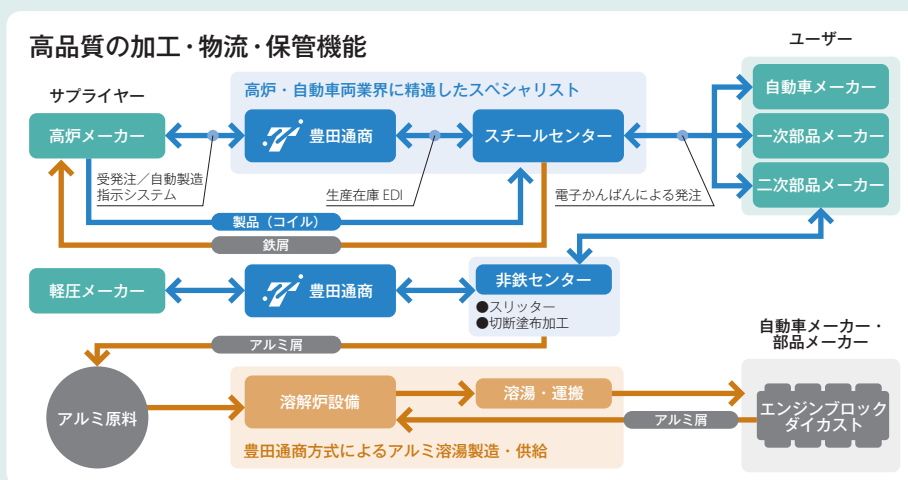 高品質の加工・物流・保管機能
ユーザー
サプライヤー
高炉・自動車両業界に精通したスペシャリスト
自動車メーカー
高炉メーカー
豊田通商
スチールセンター
一次部品メーカー
二次部品メーカー
受発注／自動製造
指示システム
生産在庫 EDI
電子かんばんによる発注
製品（コイル）
鉄屑
軽圧メーカー
豊田通商
非鉄センター
●スリッター
●切断塗布加工
自動車メーカー・
部品メーカー
アルミ屑
アルミ原料
溶解炉設備
溶湯・運搬
アルミ屑
エンジンブロック
ダイカスト
豊田通商方式によるアルミ溶湯製造・供給